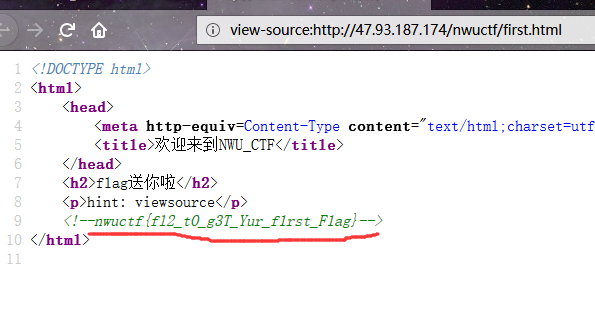 view-source:http://47.93.187.174/nwuctf/first.html
1 <!DOCTYPE html>
2 <html>
3 <head>
4 <meta http-equiv=Content-Type content="text/html;charset=utf
5 <title>欢迎来到NWU_CTF</title>
6 </head>
7 <h2>flag送你啦</h2>
8 <p>hint: viewsource</p>
9 <!--nwuctf{fl2_tO_g3T_Yur_f1rst_Flag}-->
10 </html>
11